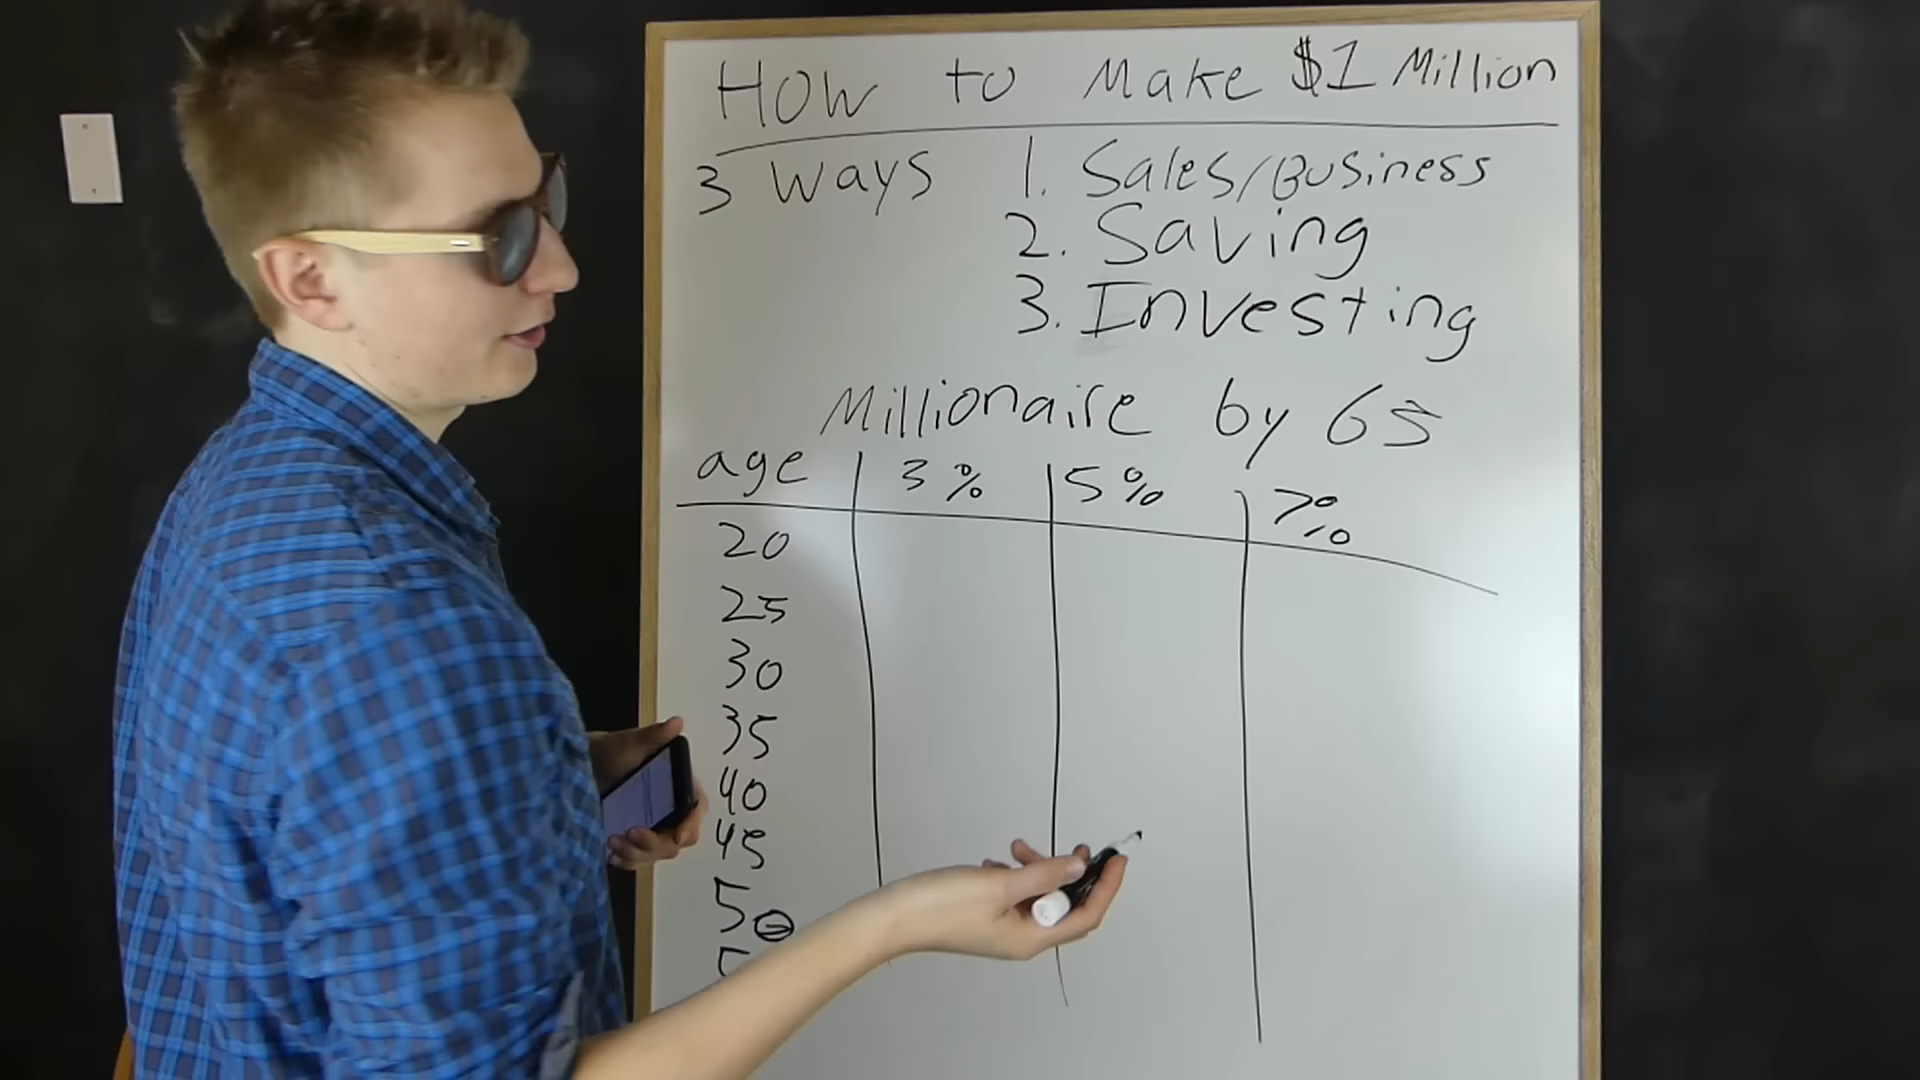 How to Make $1 Million
3 Ways 1. Sales/Business
2. Saving
3. Investing
Millionaire by 65
age 3% 5% 7%
20
25
30
35
40
45
50
5